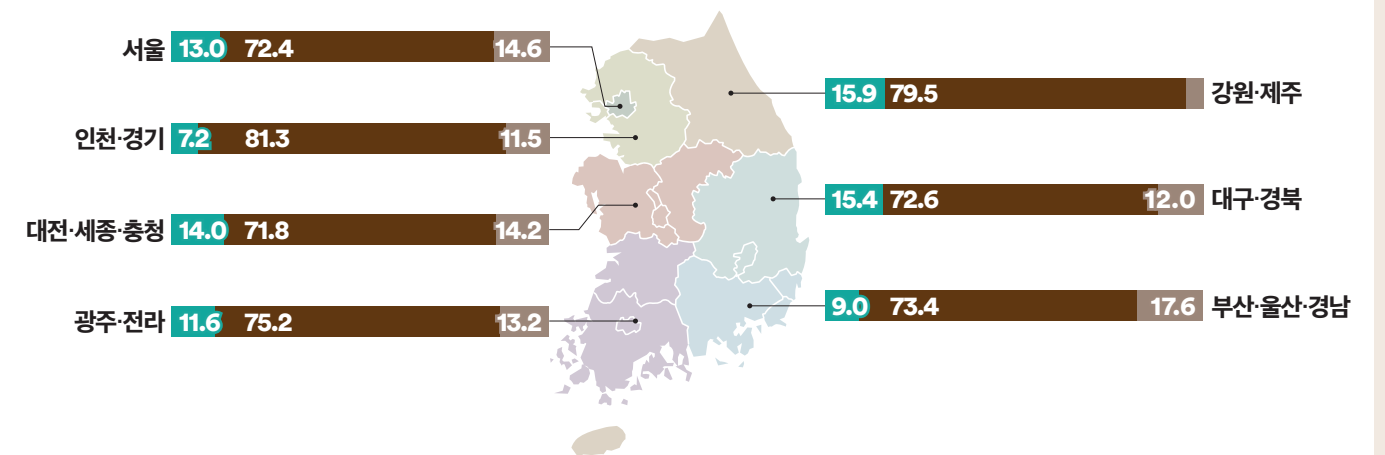 서울 13.0 72.4 14.6
인천·경기 7.2 81.3 11.5
대전·세종·충청 14.0 71.8 14.2
광주·전라 11.6 75.2 13.2
15.9 79.5 강원·제주
15.4 72.6 12.0 대구·경북
9.0 73.4 17.6 부산·울산·경남